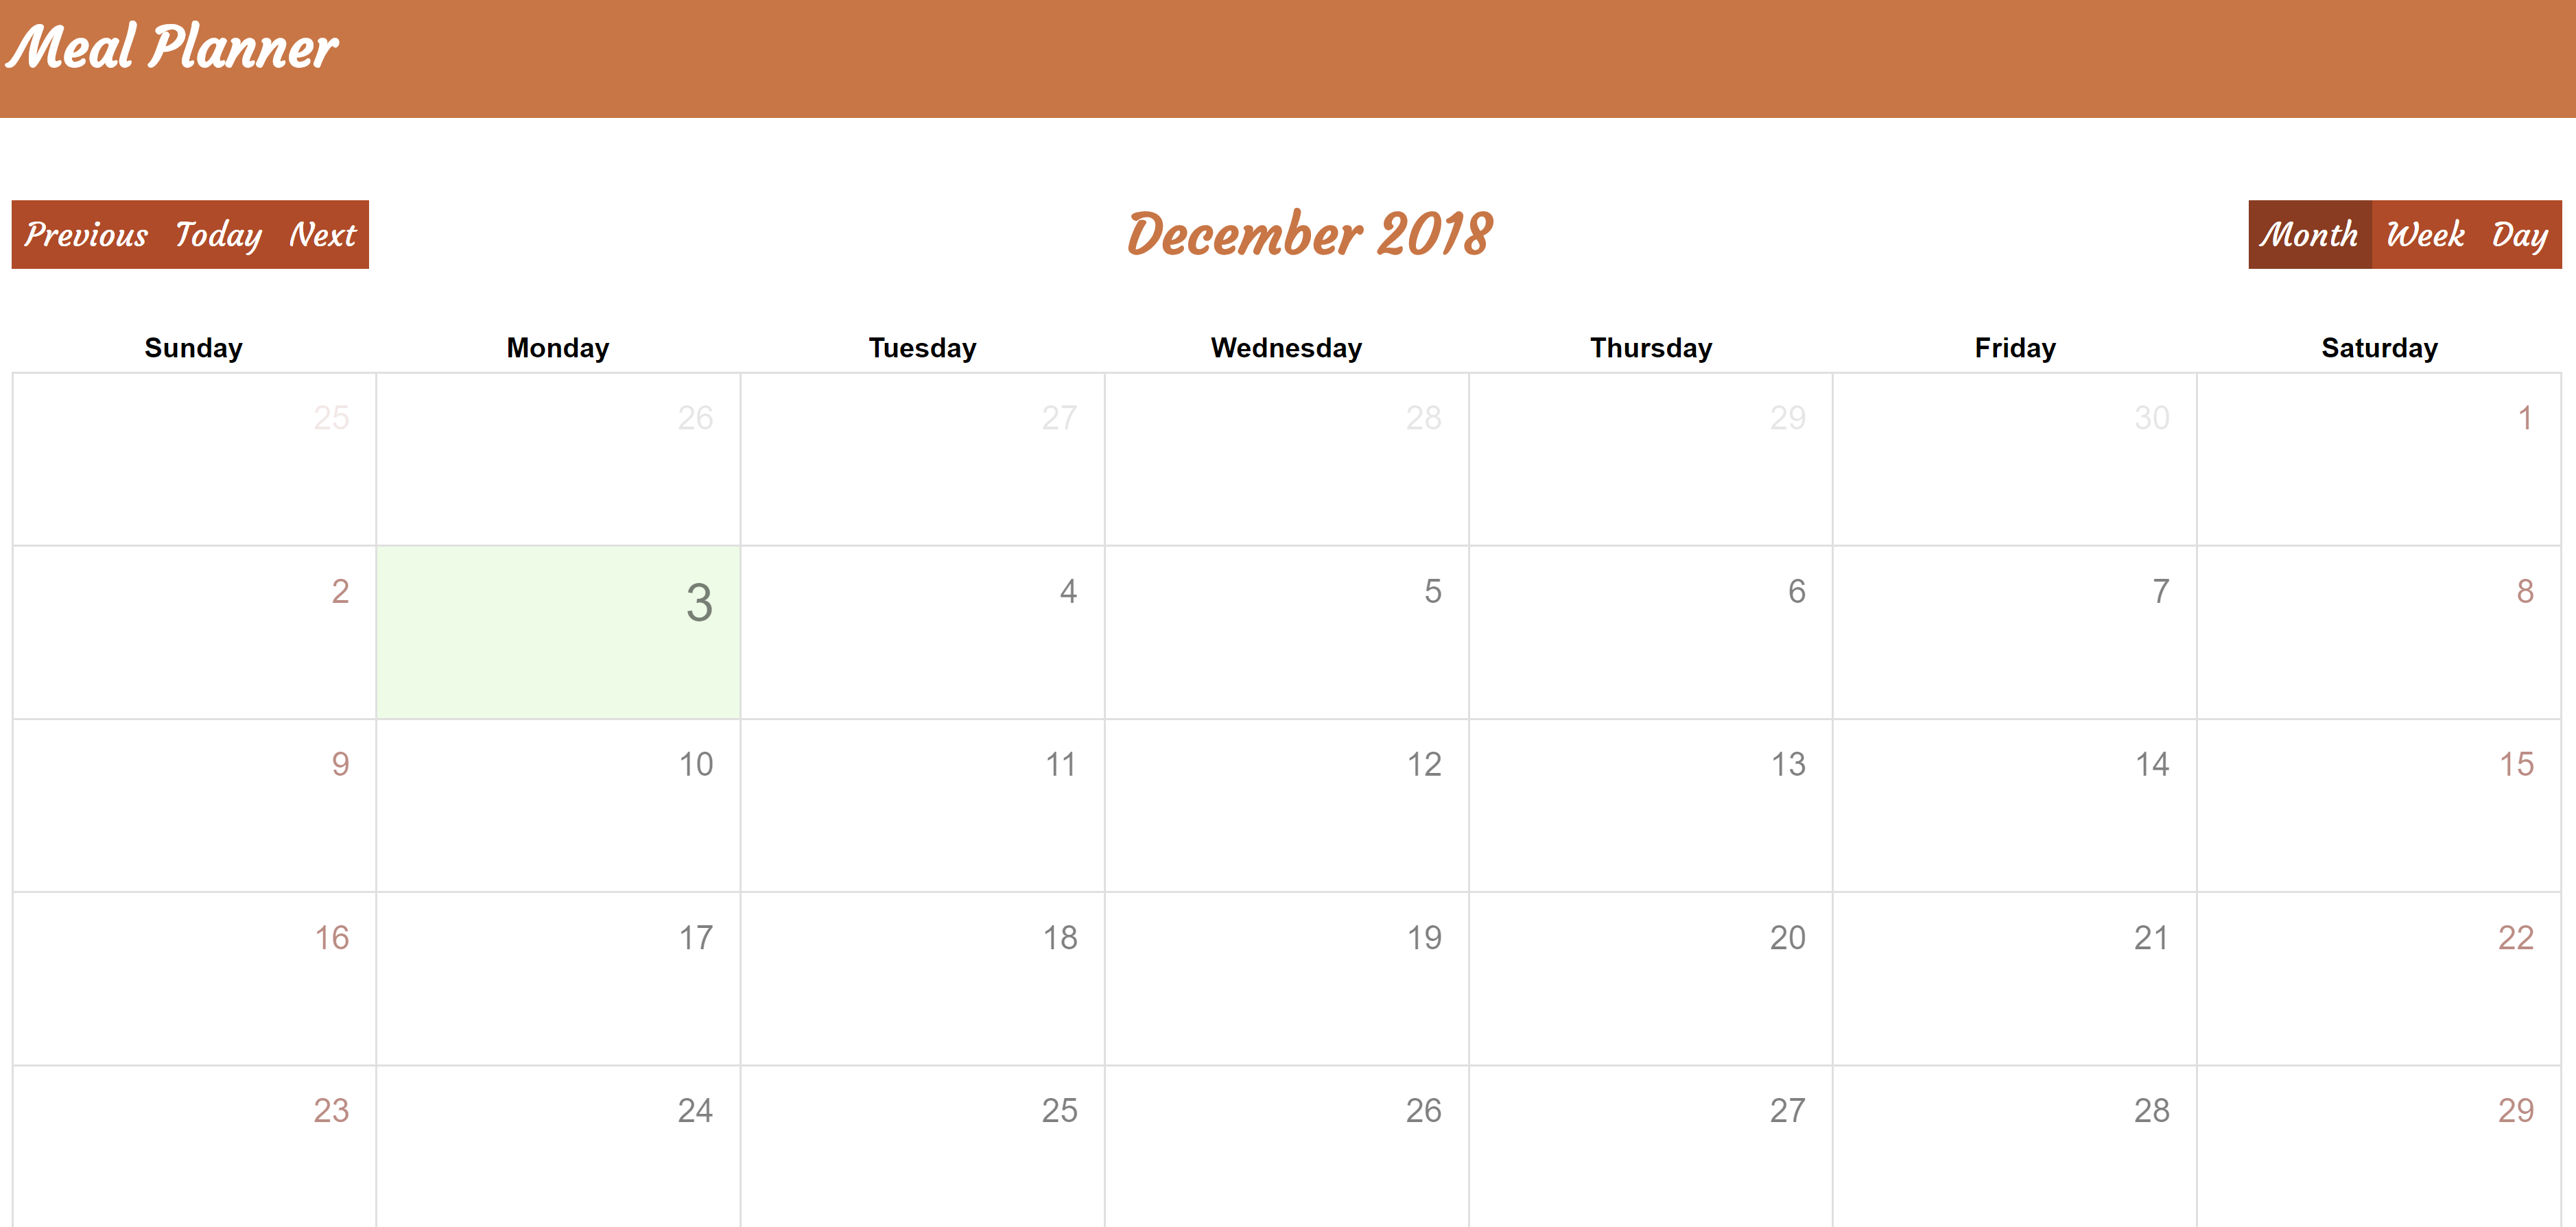 Meal Planner
Previous Today Next
December 2018
Month Week Day
Sunday Monday Tuesday Wednesday Thursday Friday Saturday
25 26 27 28 29 30 1
2 3 4 5 6 7 8
9 10 11 12 13 14 15
16 17 18 19 20 21 22
23 24 25 26 27 28 29